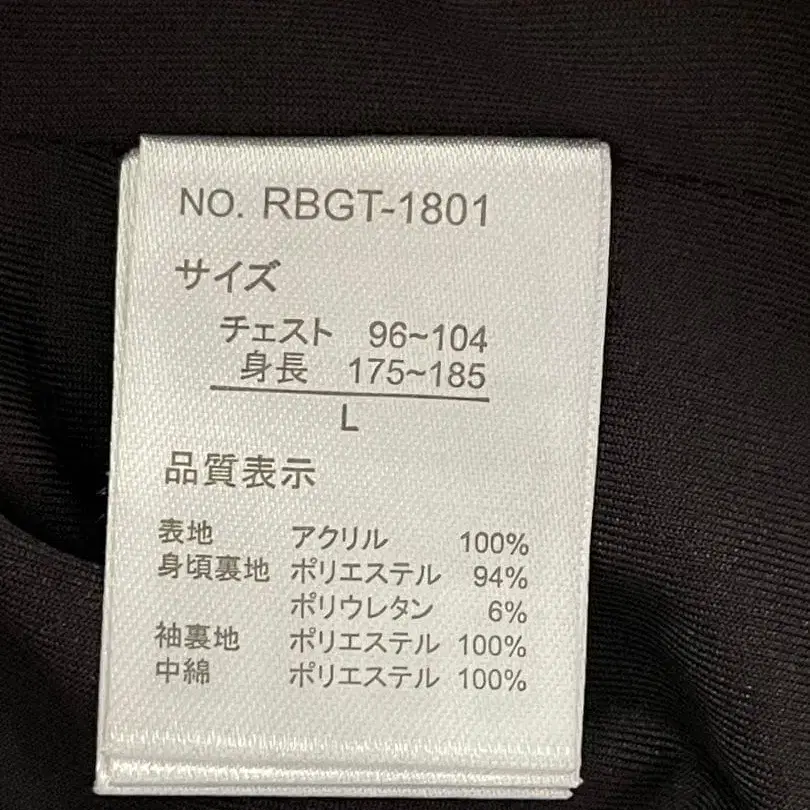 NO. RBGT-1801
サイズ
チェスト 96~104
身長 175~185
L
品質表示
表地 アクリル 100%
身頃裏地 ポリエステル 94%
ポリウレタン 6%
袖裏地 ポリエステル 100%
中綿 ポリエステル 100%